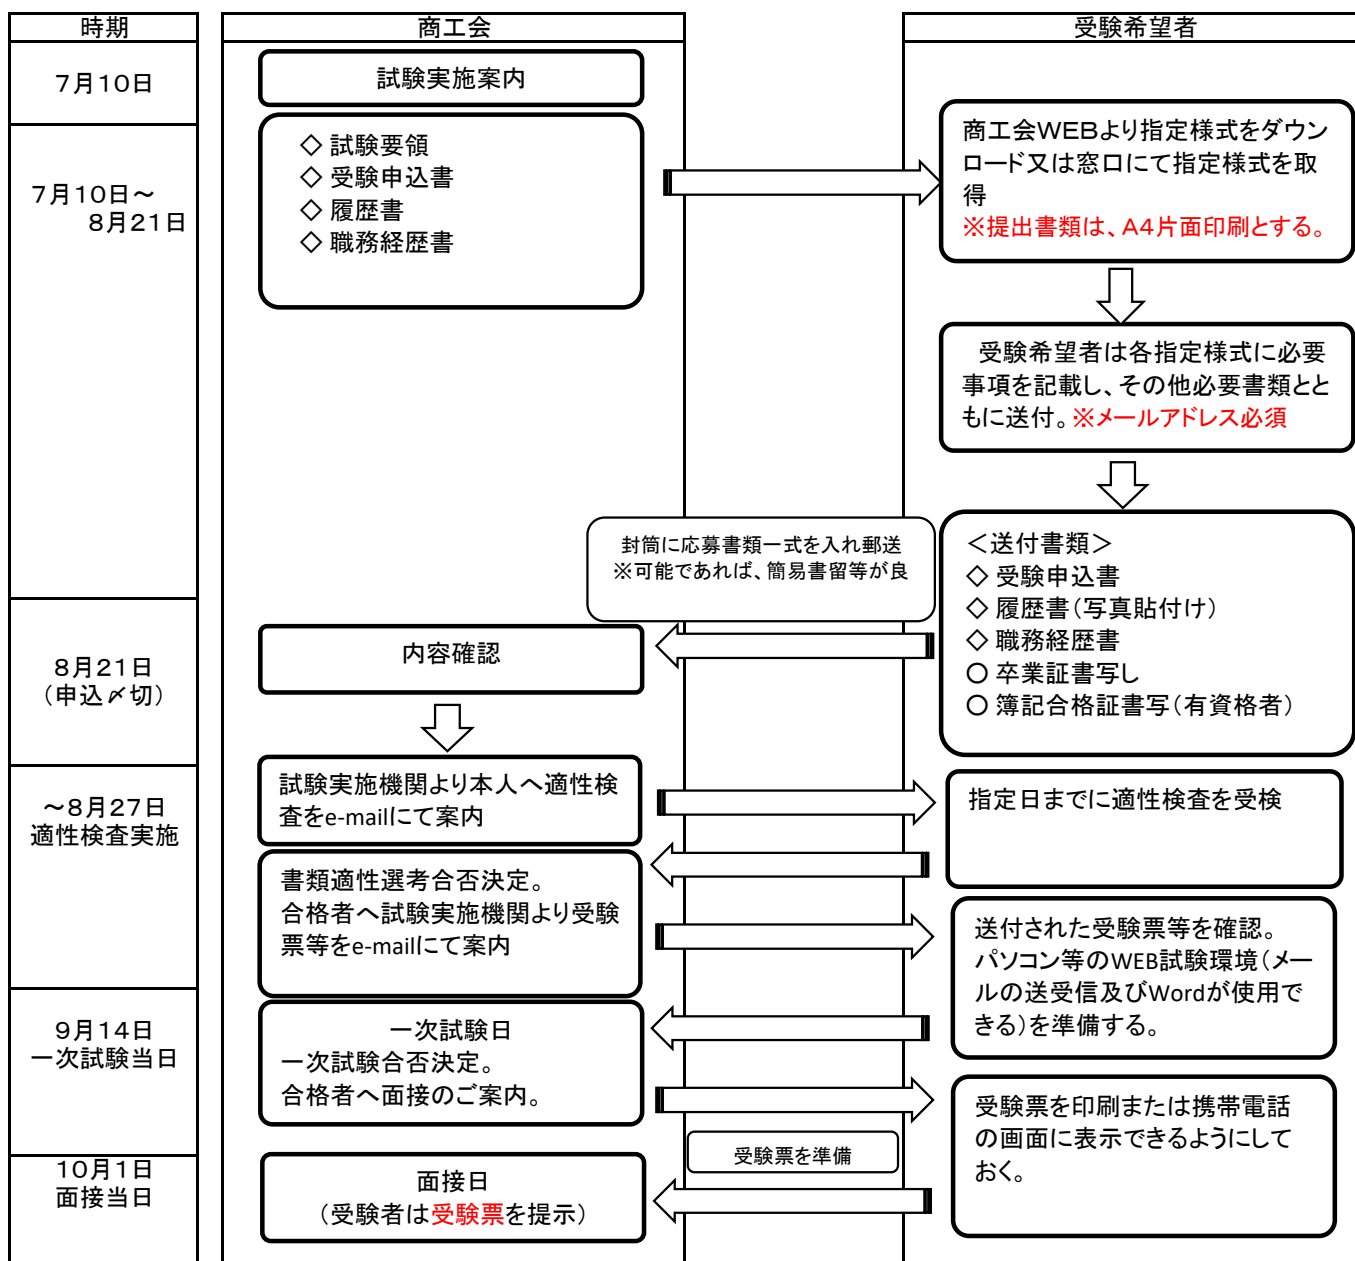 時期
商工会
受験希望者
7月10日
試験実施案内
7月10日～
8月21日
◇ 試験要領
◇ 受験申込書
◇ 履歴書
◇ 職務経歴書
商工会WEBより指定様式をダウン
ロード又は窓口にて指定様式を取
得
※提出書類は、A4片面印刷とする。
受験希望者は各指定様式に必要
事項を記載し、その他必要書類とと
もに送付。※メールアドレス必須
封筒に応募書類一式を入れ郵送
※可能であれば、簡易書留等が良
＜送付書類＞
◇ 受験申込書
◇ 履歴書（写真貼付け）
◇ 職務経歴書
○ 卒業証書写し
○ 簿記合格証書写（有資格者）
8月21日
（申込〆切）
内容確認
～8月27日
適性検査実施
試験実施機関より本人へ適性検
査をe-mailにて案内
指定日までに適性検査を受検
書類適性選考合否決定。
合格者へ試験実施機関より受験
票等をe-mailにて案内
送付された受験票等を確認。
パソコン等のWEB試験環境（メー
ルの送受信及びWordが使用で
きる）を準備する。
9月14日
一次試験当日
一次試験日
一次試験合否決定。
合格者へ面接のご案内。
受験票を印刷または携帯電話
の画面に表示できるようにして
おく。
受験票を準備
10月1日
面接当日
面接日
（受験者は受験票を提示）